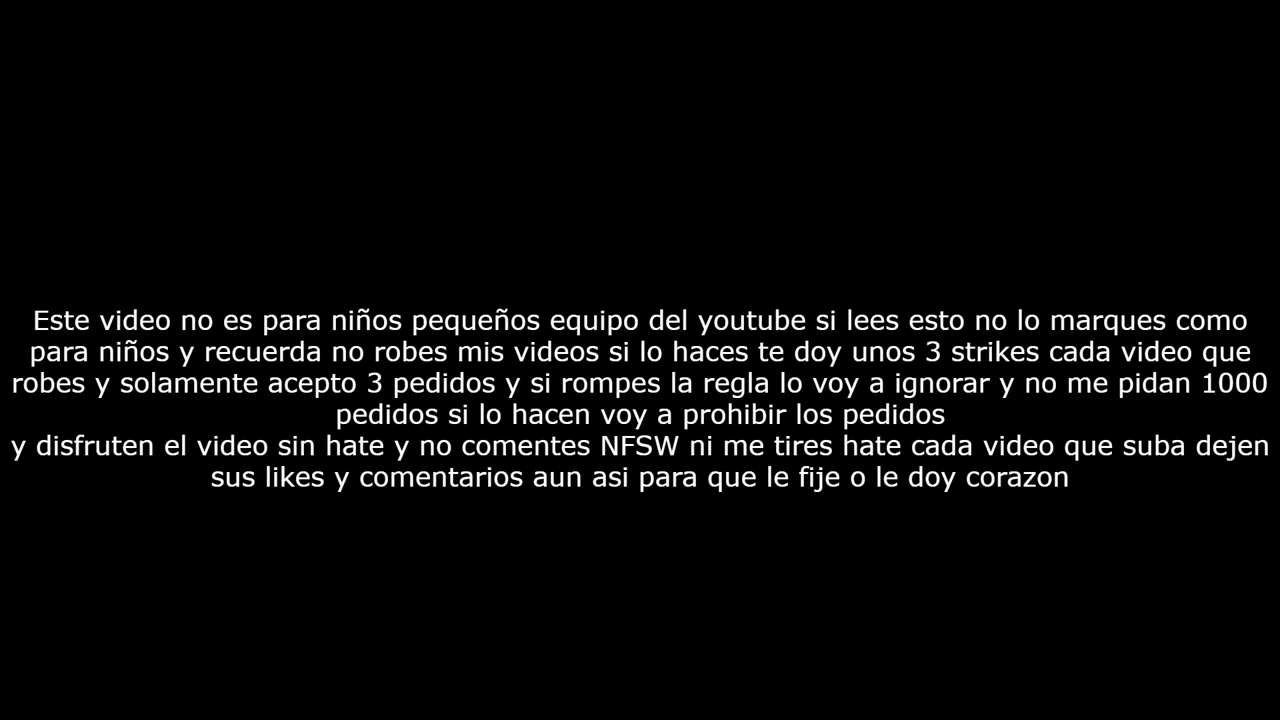 Este video no es para niños pequeños equipo del youtube si lees esto no lo marques como
para niños y recuerda no robes mis videos si lo haces te doy unos 3 strikes cada video que
robes y solamente acepto 3 pedidos y si rompes la regla lo voy a ignorar y no me pidan 1000
pedidos si lo hacen voy a prohibir los pedidos
y disfruten el video sin hate y no comentes NFSW ni me tires hate cada video que suba dejen
sus likes y comentarios aun asi para que le fije o le doy corazon